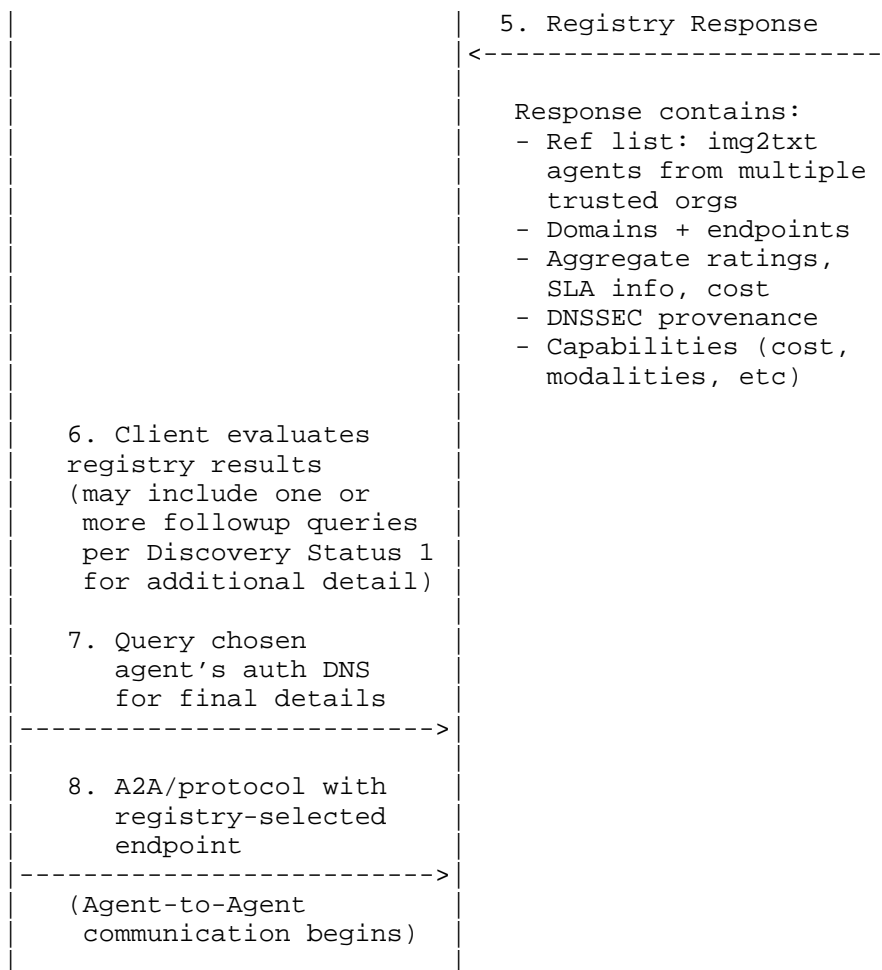 5. Registry Response
<-------------------------
Response contains:
- Ref list: img2txt
agents from multiple
trusted orgs
- Domains + endpoints
- Aggregate ratings,
SLA info, cost
- DNSSEC provenance
- Capabilities (cost,
modalities, etc)
6. Client evaluates
registry results
(may include one or
more followup queries
per Discovery Status 1
for additional detail)
7. Query chosen
agent's auth DNS
for final details
-------------------------->
8. A2A/protocol with
registry-selected
endpoint
-------------------------->
(Agent-to-Agent
communication begins)